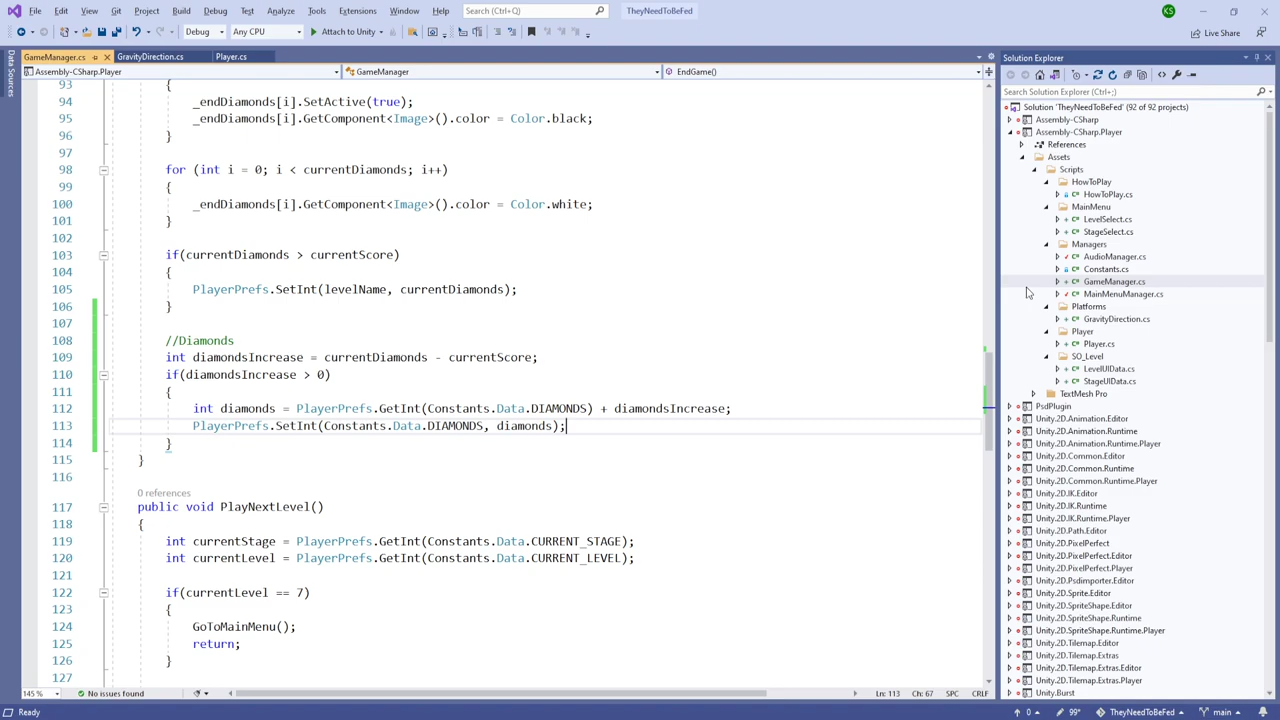 File Edit View Git Project Build Debug Test Analyze Tools Extensions Window Help Search (Ctrl+Q) TheyNeedToBeFed KS
Debug Any CPU Attach to Unity Live Share
Data Sources
GameManager.cs GravityDirection.cs Player.cs
Assembly-CSharp.Player GameManager EndGame()
93 {
94 _endDiamonds[i].SetActive(true);
95 _endDiamonds[i].GetComponent<Image>().color = Color.black;
96 }
97
98 for (int i = 0; i < currentDiamonds; i++)
99 {
100 _endDiamonds[i].GetComponent<Image>().color = Color.white;
101 }
102
103 if(currentDiamonds > currentScore)
104 {
105 PlayerPrefs.SetInt(levelName, currentDiamonds);
106 }
107
108 //Diamonds
109 int diamondsIncrease = currentDiamonds - currentScore;
110 if(diamondsIncrease > 0)
111 {
112 int diamonds = PlayerPrefs.GetInt(Constants.Data.DIAMONDS) + diamondsIncrease;
113 PlayerPrefs.SetInt(Constants.Data.DIAMONDS, diamonds);
114 }
115 }
116
0 references
117 public void PlayNextLevel()
118 {
119 int currentStage = PlayerPrefs.GetInt(Constants.Data.CURRENT_STAGE);
120 int currentLevel = PlayerPrefs.GetInt(Constants.Data.CURRENT_LEVEL);
121
122 if(currentLevel == 7)
123 {
124 GoToMainMenu();
125 return;
126 }
127
145 % No issues found Ln: 113 Ch: 67 SPC CRLF
Solution Explorer
Search Solution Explorer (Ctrl+;)
Solution 'TheyNeedToBeFed' (92 of 92 projects)
Assembly-CSharp
Assembly-CSharp.Player
References
Assets
Scripts
HowToPlay
HowToPlay.cs
MainMenu
LevelSelect.cs
StageSelect.cs
Managers
AudioManager.cs
Constants.cs
GameManager.cs
MainMenuManager.cs
Platforms
GravityDirection.cs
Player
Player.cs
SO_Level
LevelUIData.cs
StageUIData.cs
TextMesh Pro
PsdPlugin
Unity.2D.Animation.Editor
Unity.2D.Animation.Runtime
Unity.2D.Animation.Runtime.Player
Unity.2D.Common.Editor
Unity.2D.Common.Runtime
Unity.2D.Common.Runtime.Player
Unity.2D.IK.Editor
Unity.2D.IK.Runtime
Unity.2D.IK.Runtime.Player
Unity.2D.Path.Editor
Unity.2D.PixelPerfect
Unity.2D.PixelPerfect.Editor
Unity.2D.PixelPerfect.Player
Unity.2D.Psdimporter.Editor
Unity.2D.Sprite.Editor
Unity.2D.SpriteShape.Editor
Unity.2D.SpriteShape.Runtime
Unity.2D.SpriteShape.Runtime.Player
Unity.2D.Tilemap.Editor
Unity.2D.Tilemap.Extras
Unity.2D.Tilemap.Extras.Editor
Unity.2D.Tilemap.Extras.Player
Unity.Burst
Ready 0 99+ TheyNeedToBeFed main